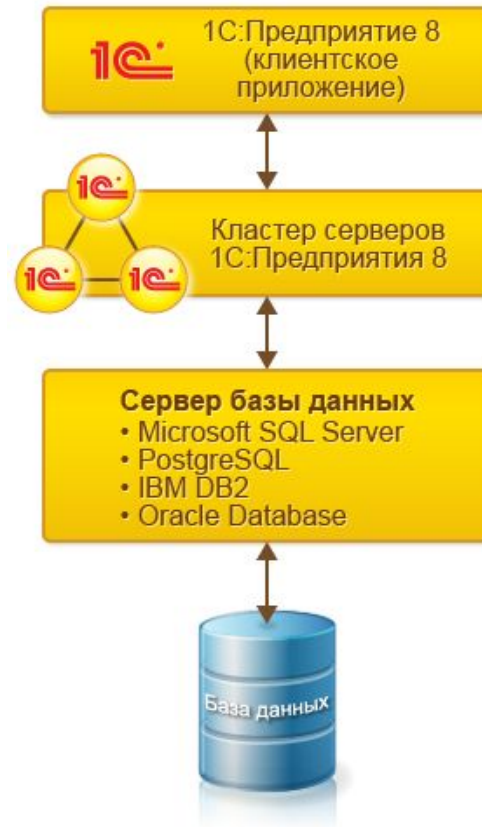 1С 1С:Предприятие 8
(клиентское
приложение)
1С
Кластер серверов
1С:Предприятия 8
1С 1С
Сервер базы данных
• Microsoft SQL Server
• PostgreSQL
• IBM DB2
• Oracle Database
База данных